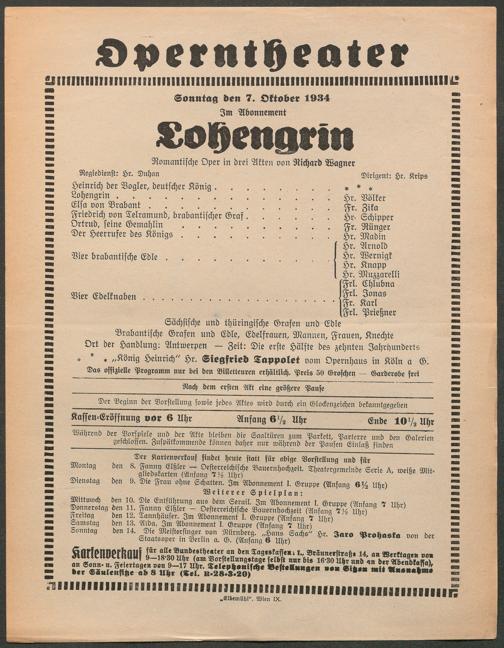 Operntheater
Sonntag den 7. Oktober 1934
Im Abonnement
Lohengrin
Romantische Oper in drei Akten von Richard Wagner
Regiedienst: Hr. Duhan Dirigent: Hr. Krips
Heinrich der Vogler, deutscher König . . . . . . . . * * *
Lohengrin . . . . . . . . Hr. Völker
Elsa von Brabant . . . . . . . . Fr. Zika
Friedrich von Telramund, brabantischer Graf . . . . . . . . Hr. Schipper
Ortrud, seine Gemahlin . . . . . . . . Fr. Rünger
Der Heerrufer des Königs . . . . . . . . Hr. Madin
Vier brabantische Edle . . . . . . . . Hr. Arnold
Hr. Wernigk
Hr. Knapp
Hr. Muzzarelli
Vier Edelknaben . . . . . . . . Frl. Chlubna
Frl. Jonas
Fr. Karl
Frl. Prießner
Sächsische und thüringische Grafen und Edle
Brabantische Grafen und Edle, Edelfrauen, Mannen, Frauen, Knechte
Ort der Handlung: Antwerpen — Zeit: Die erste Hälfte des zehnten Jahrhunderts
* * * „König Heinrich“ Hr. Siegfried Tappolet vom Opernhaus in Köln a G.
Das offizielle Programm nur bei den Billetteuren erhältlich. Preis 50 Groschen — Garderobe frei
Nach dem ersten Akt eine größere Pause
Der Beginn der Vorstellung sowie jedes Aktes wird durch ein Glockenzeichen bekanntgegeben
Kassen-Eröffnung vor 6 Uhr Anfang 6½ Uhr Ende 10½ Uhr
Während der Vorspiele und der Akte bleiben die Saaltüren zum Parkett, Parterre und den Galerien
geschlossen. Zuspätkommende können daher nur während der Pausen Einlaß finden
Der Kartenverkauf findet heute statt für obige Vorstellung und für
Montag den 8. Fanny Elßler — Oesterreichische Bauernhochzeit. Theatergemeinde Serie A, weiße Mit-
gliedskarten (Anfang 7½ Uhr)
Dienstag den 9. Die Frau ohne Schatten. Im Abonnement I. Gruppe (Anfang 6½ Uhr)
Weiterer Spielplan:
Mittwoch den 10. Die Entführung aus dem Serail. Im Abonnement I. Gruppe (Anfang 7 Uhr)
Donnerstag den 11. Fanny Elßler — Oesterreichische Bauernhochzeit (Anfang 7½ Uhr)
Freitag den 12. Tannhäuser. Im Abonnement I. Gruppe (Anfang 7 Uhr)
Samstag den 13. Aida. Im Abonnement I. Gruppe (Anfang 7 Uhr)
Sonntag den 14. Die Meistersinger von Nürnberg. „Hans Sachs“ Hr. Jaro Prohaska von der
Staatsoper in Berlin a. G. (Anfang 6 Uhr)
Kartenverkauf für alle Bundestheater an den Tageskassen: I., Bräunerstraße 14, an Werktagen von
9—18:30 Uhr (am Vorstellungstage selbst nur bis 16:30 Uhr und an der Abendkassa),
an Sonn- u. Feiertagen von 9—17 Uhr. Telephonische Bestellungen von Sitzen mit Ausnahme
der Säulensitze ab 8 Uhr (Tel. R-28-3-20)
„Elbemühl“, Wien IX.